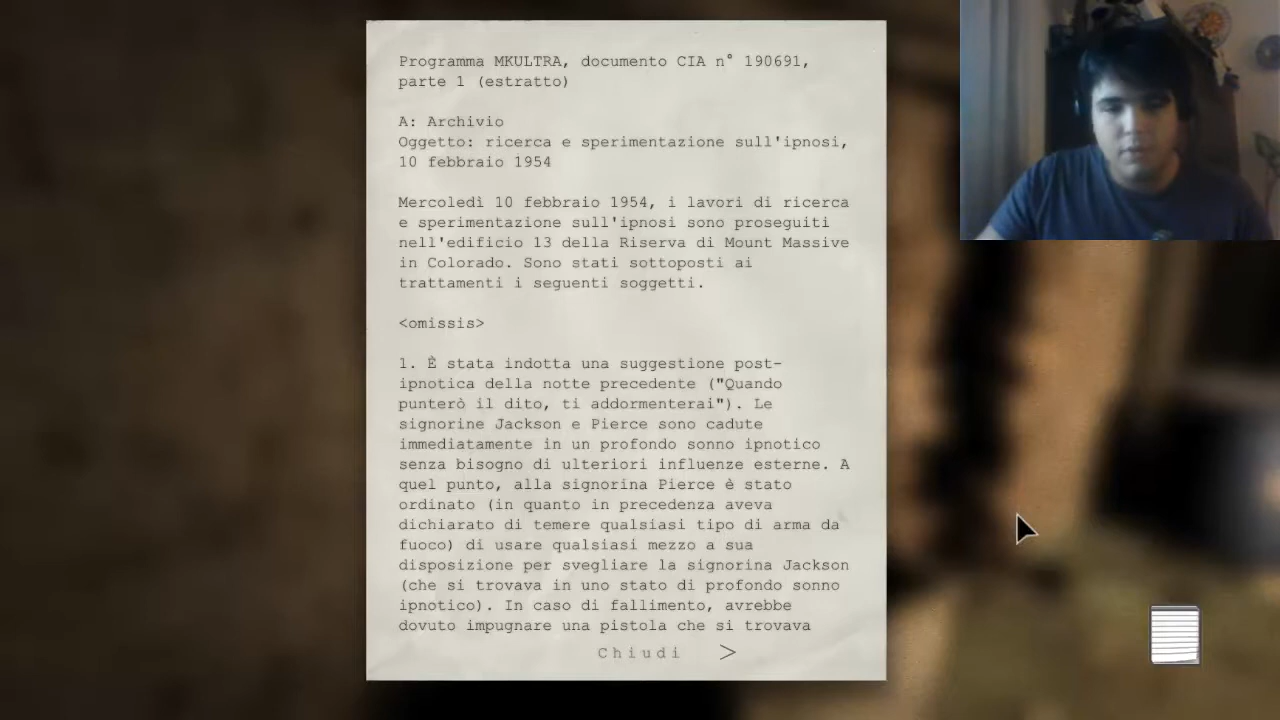 Programma MKULTRA, documento CIA n° 190691,
parte 1 (estratto)
A: Archivio
Oggetto: ricerca e sperimentazione sull'ipnosi,
10 febbraio 1954
Mercoledì 10 febbraio 1954, i lavori di ricerca
e sperimentazione sull'ipnosi sono proseguiti
nell'edificio 13 della Riserva di Mount Massive
in Colorado. Sono stati sottoposti ai
trattamenti i seguenti soggetti.
<omissis>
1. È stata indotta una suggestione post-
ipnotica della notte precedente ("Quando
punterò il dito, ti addormenterai"). Le
signorine Jackson e Pierce sono cadute
immediatamente in un profondo sonno ipnotico
senza bisogno di ulteriori influenze esterne. A
quel punto, alla signorina Pierce è stato
ordinato (in quanto in precedenza aveva
dichiarato di temere qualsiasi tipo di arma da
fuoco) di usare qualsiasi mezzo a sua
disposizione per svegliare la signorina Jackson
(che si trovava in uno stato di profondo sonno
ipnotico). In caso di fallimento, avrebbe
dovuto impugnare una pistola che si trovava
Chiudi >